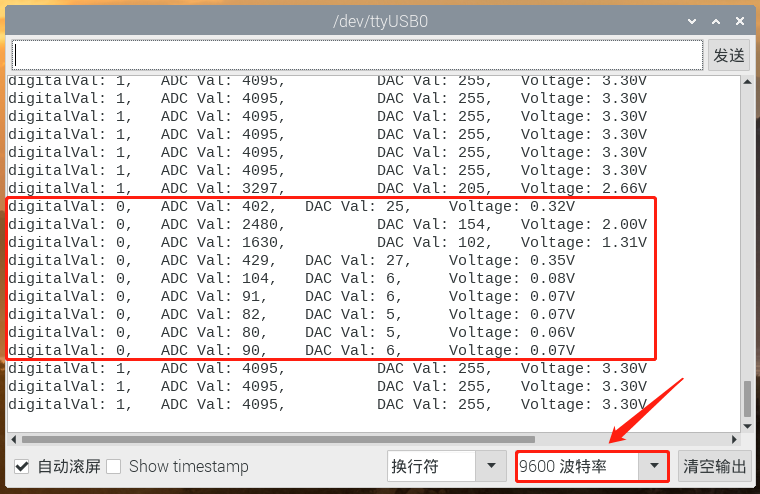 /dev/ttyUSB0
发送
digitalVal: 1, ADC Val: 4095, DAC Val: 255, Voltage: 3.30V
digitalVal: 1, ADC Val: 4095, DAC Val: 255, Voltage: 3.30V
digitalVal: 1, ADC Val: 4095, DAC Val: 255, Voltage: 3.30V
digitalVal: 1, ADC Val: 4095, DAC Val: 255, Voltage: 3.30V
digitalVal: 1, ADC Val: 4095, DAC Val: 255, Voltage: 3.30V
digitalVal: 1, ADC Val: 4095, DAC Val: 255, Voltage: 3.30V
digitalVal: 1, ADC Val: 3297, DAC Val: 205, Voltage: 2.66V
digitalVal: 0, ADC Val: 402, DAC Val: 25, Voltage: 0.32V
digitalVal: 0, ADC Val: 2480, DAC Val: 154, Voltage: 2.00V
digitalVal: 0, ADC Val: 1630, DAC Val: 102, Voltage: 1.31V
digitalVal: 0, ADC Val: 429, DAC Val: 27, Voltage: 0.35V
digitalVal: 0, ADC Val: 104, DAC Val: 6, Voltage: 0.08V
digitalVal: 0, ADC Val: 91, DAC Val: 6, Voltage: 0.07V
digitalVal: 0, ADC Val: 82, DAC Val: 5, Voltage: 0.07V
digitalVal: 0, ADC Val: 80, DAC Val: 5, Voltage: 0.06V
digitalVal: 0, ADC Val: 90, DAC Val: 6, Voltage: 0.07V
digitalVal: 1, ADC Val: 4095, DAC Val: 255, Voltage: 3.30V
digitalVal: 1, ADC Val: 4095, DAC Val: 255, Voltage: 3.30V
digitalVal: 1, ADC Val: 4095, DAC Val: 255, Voltage: 3.30V
自动滚屏 Show timestamp 换行符 9600 波特率 清空输出